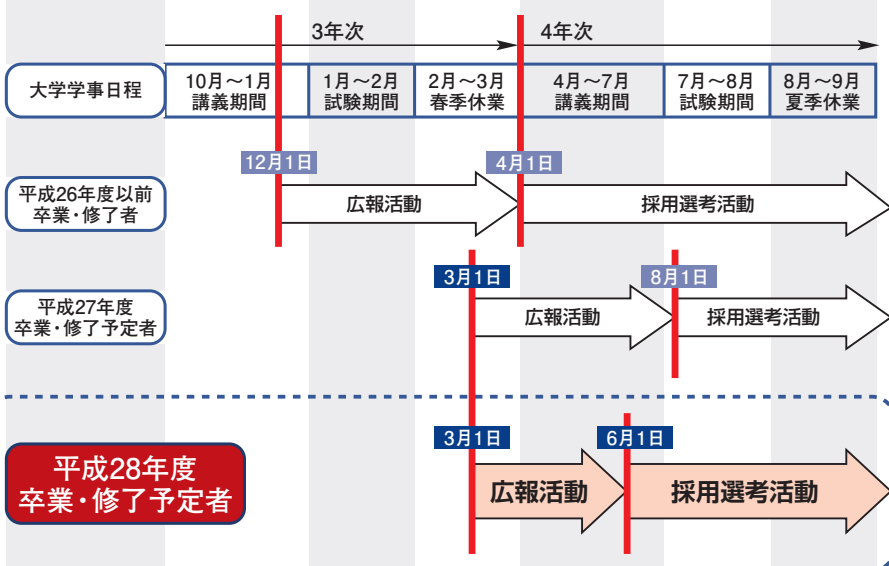 3年次
4年次
大学学事日程
10月〜1月
講義期間
1月〜2月
試験期間
2月〜3月
春季休業
4月〜7月
講義期間
7月〜8月
試験期間
8月〜9月
夏季休業
12月1日
4月1日
平成26年度以前
卒業・修了者
広報活動
採用選考活動
3月1日
8月1日
平成27年度
卒業・修了予定者
広報活動
採用選考活動
3月1日
6月1日
平成28年度
卒業・修了予定者
広報活動
採用選考活動